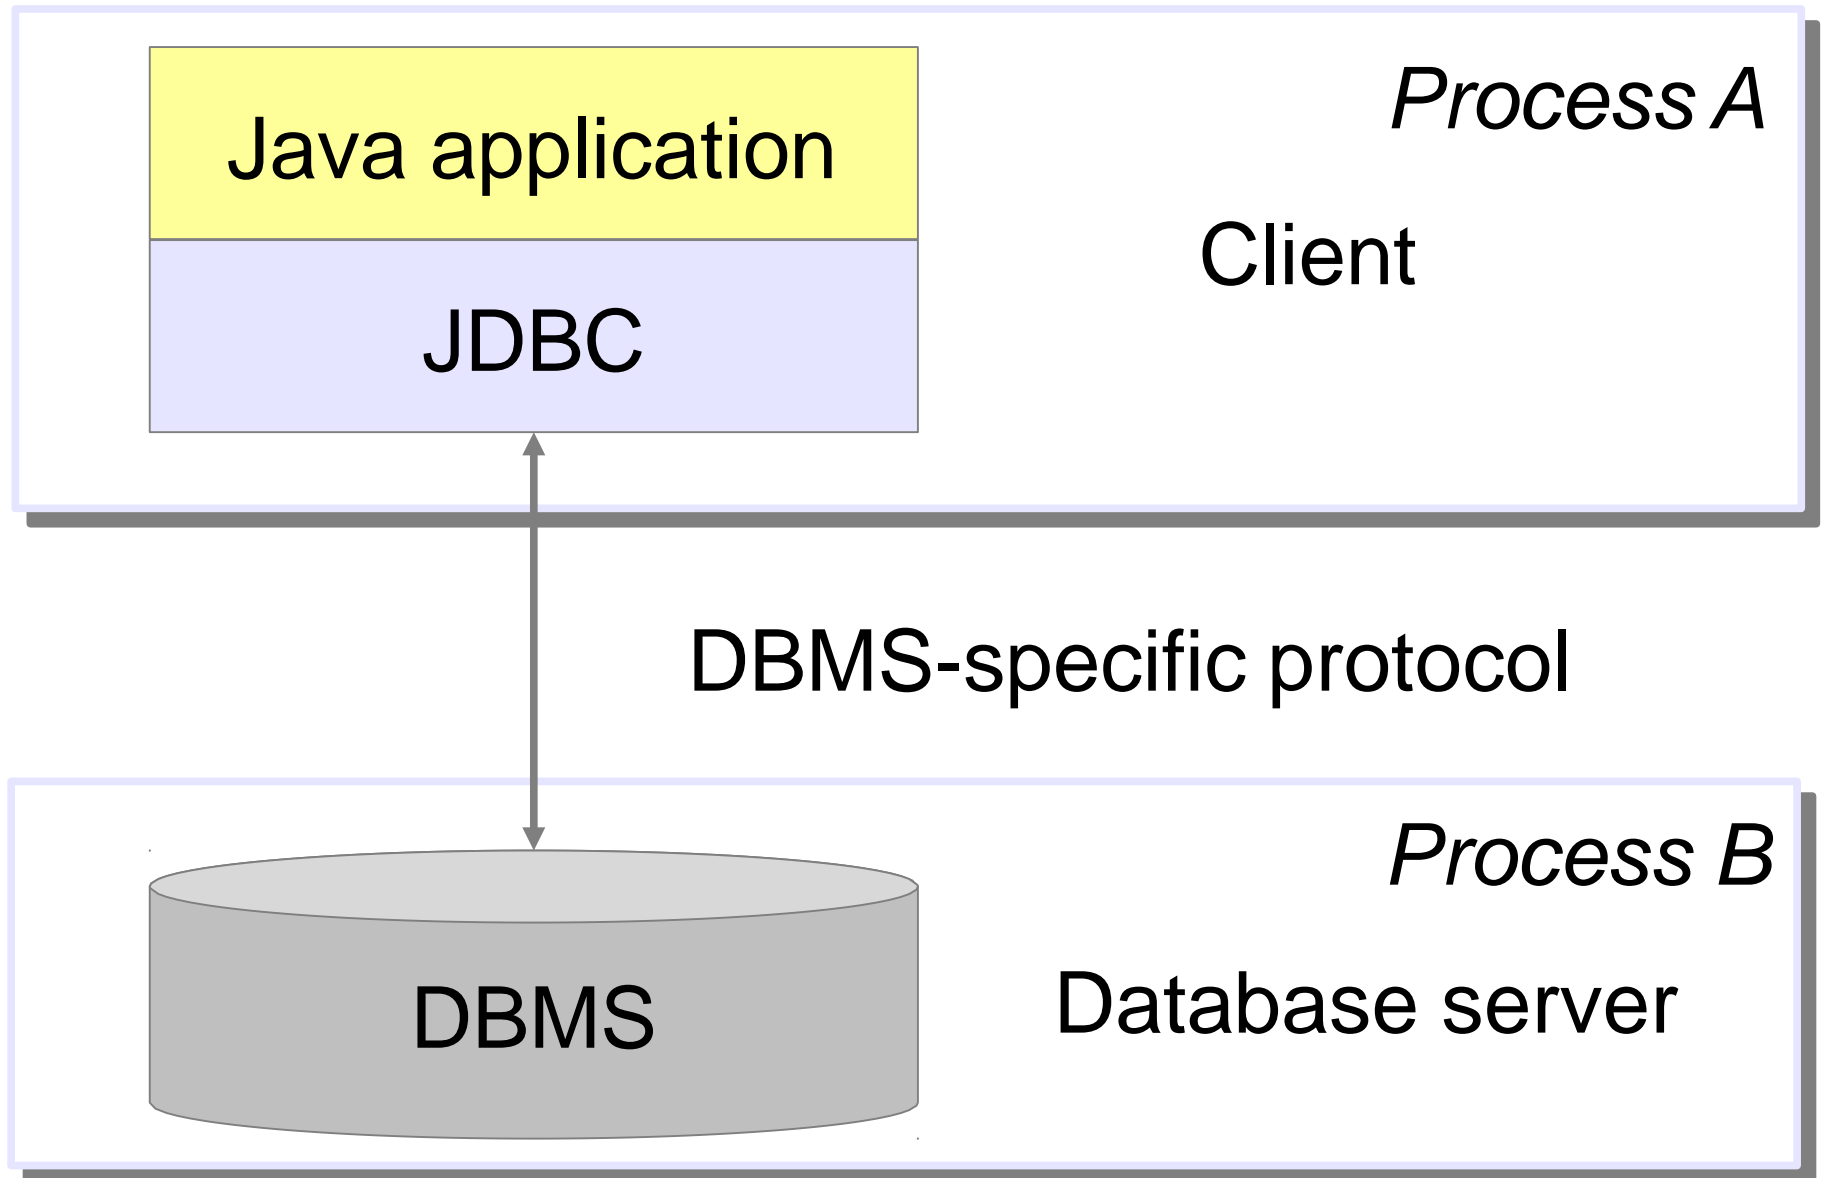 Process A
Java application
Client
JDBC
DBMS-specific protocol
Process B
Database server
DBMS